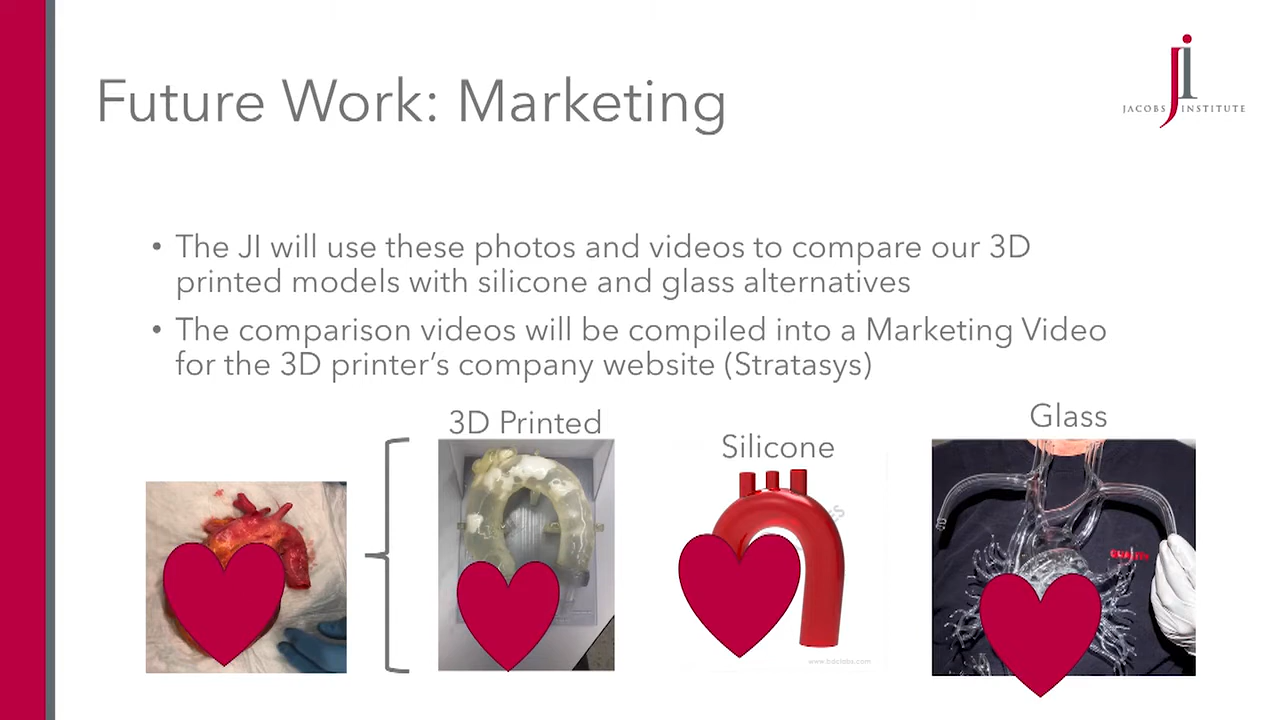 Future Work: Marketing
JACOBS INSTITUTE
• The JI will use these photos and videos to compare our 3D
printed models with silicone and glass alternatives
• The comparison videos will be compiled into a Marketing Video
for the 3D printer’s company website (Stratasys)
3D Printed
Silicone
Glass
QUALITY
www.bdclabs.com